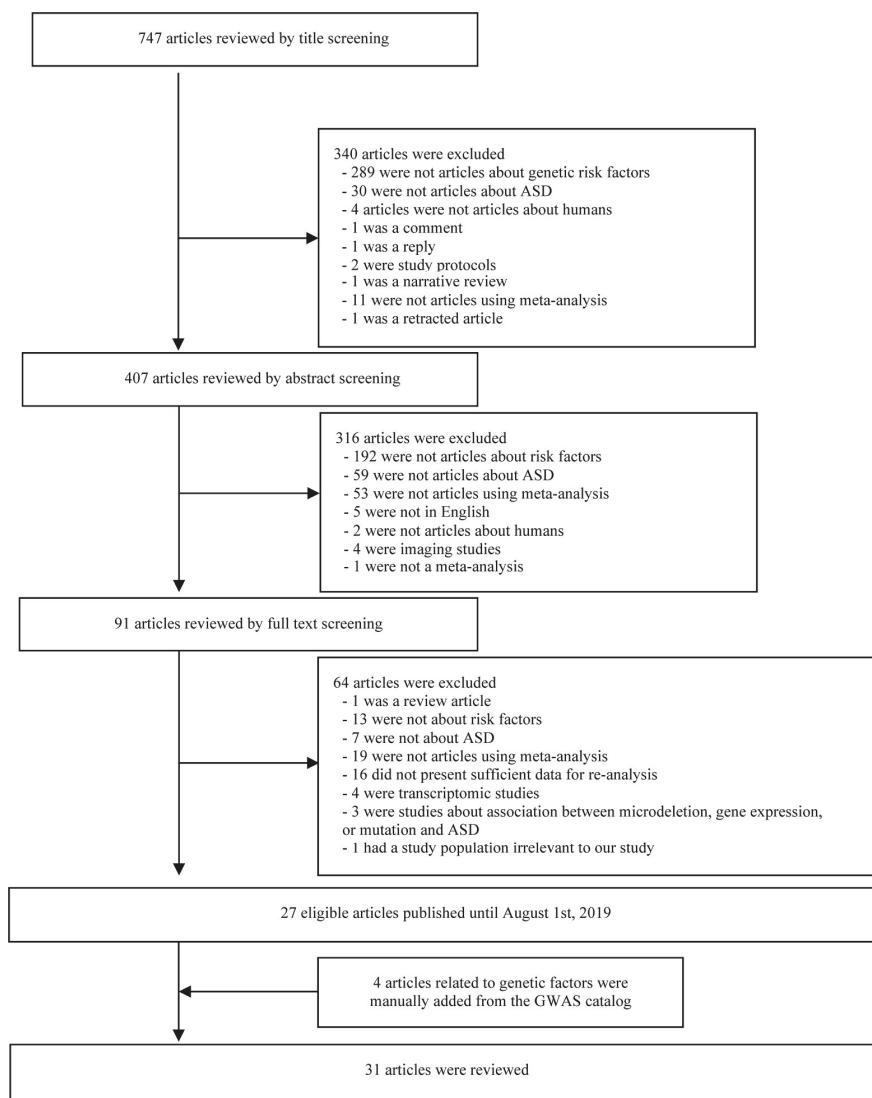 747 articles reviewed by title screening
340 articles were excluded
- 289 were not articles about genetic risk factors
- 30 were not articles about ASD
- 4 articles were not articles about humans
- 1 was a comment
- 1 was a reply
- 2 were study protocols
- 1 was a narrative review
- 11 were not articles using meta-analysis
- 1 was a retracted article
407 articles reviewed by abstract screening
316 articles were excluded
- 192 were not articles about risk factors
- 59 were not articles about ASD
- 53 were not articles using meta-analysis
- 5 were not in English
- 2 were not articles about humans
- 4 were imaging studies
- 1 were not a meta-analysis
91 articles reviewed by full text screening
64 articles were excluded
- 1 was a review article
- 13 were not about risk factors
- 7 were not about ASD
- 19 were not articles using meta-analysis
- 16 did not present sufficient data for re-analysis
- 4 were transcriptomic studies
- 3 were studies about association between microdeletion, gene expression,
or mutation and ASD
- 1 had a study population irrelevant to our study
27 eligible articles published until August 1st, 2019
4 articles related to genetic factors were
manually added from the GWAS catalog
31 articles were reviewed